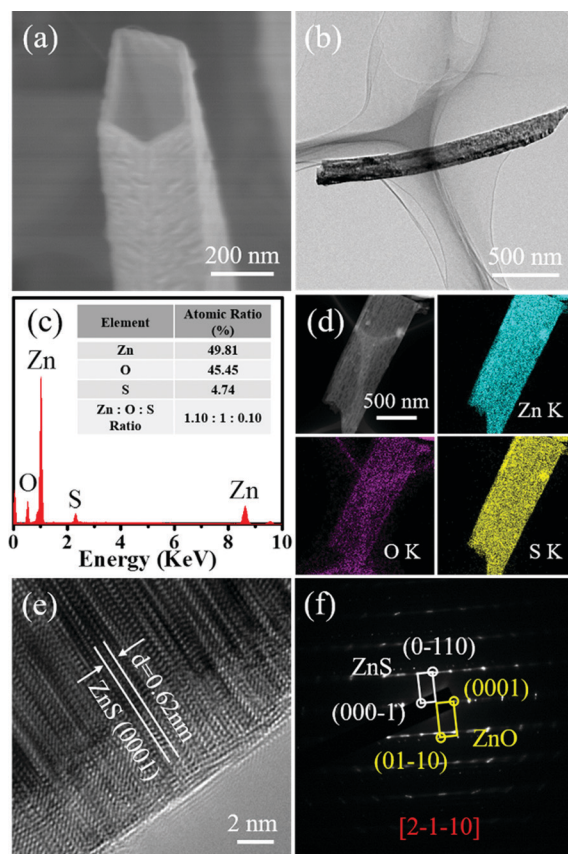 (a)
200 nm
(b)
500 nm
(c)
Element Atomic Ratio (%)
Zn 49.81
O 45.45
S 4.74
Zn : O : S Ratio 1.10 : 1 : 0.10
Zn
O
S
Zn
0 2 4 6 8 10
Energy (KeV)
(d)
500 nm
Zn K
O K
S K
(e)
d=0.62nm
ZnS (0001)
2 nm
(f)
(0-110)
ZnS
(0001)
(000-1)
(01-10)
ZnO
[2-1-10]